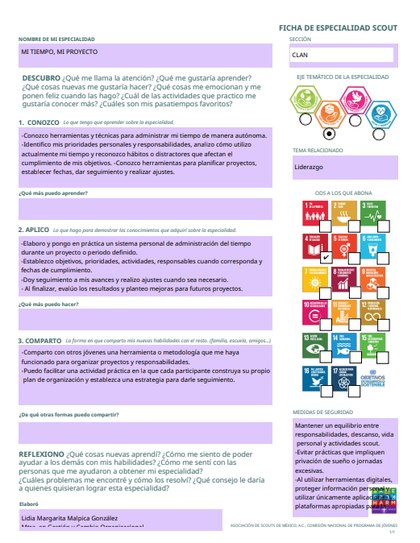 FICHA DE ESPECIALIDAD SCOUT
NOMBRE DE MI ESPECIALIDAD
MI TIEMPO, MI PROYECTO
SECCIÓN
CLAN
DESCUBRO ¿Qué me llama la atención? ¿Qué me gustaría aprender?
¿Qué cosas nuevas me gustaría hacer? ¿Qué cosas me emocionan y me
ponen feliz cuando las hago? ¿Cuál de las actividades que practico me
gustaría conocer más? ¿Cuáles son mis pasatiempos favoritos?
EJE TEMÁTICO DE LA ESPECIALIDAD
1. CONOZCO Lo que tengo que aprender sobre la especialidad.
-Conozco herramientas y técnicas para administrar mi tiempo de manera autónoma.
-Identifico mis prioridades personales y responsabilidades, analizo cómo utilizo
actualmente mi tiempo y reconozco hábitos o distractores que afectan el
cumplimiento de mis objetivos. -Conozco herramientas para planificar proyectos,
establecer fechas, dar seguimiento y realizar ajustes.
TEMA RELACIONADO
Liderazgo
¿Qué más puedo aprender?
ODS A LOS QUE ABONA
2. APLICO Lo que hago para demostrar los conocimientos que adquirí sobre la especialidad.
-Elaboro y pongo en práctica un sistema personal de administración del tiempo
durante un proyecto o periodo definido.
-Establezco objetivos, prioridades, actividades, responsables cuando corresponda y
fechas de cumplimiento.
-Doy seguimiento a mis avances y realizo ajustes cuando sea necesario.
- Al finalizar, evalúo los resultados y planteo mejoras para futuros proyectos.
¿Qué más puedo hacer?
3. COMPARTO La forma en que comparto mis nuevas habilidades con el resto. (familia, escuela, amigos...)
-Comparto con otros jóvenes una herramienta o metodología que me haya
funcionado para organizar proyectos y responsabilidades.
-Puedo facilitar una actividad práctica en la que cada participante construya su propio
plan de organización y establezca una estrategia para darle seguimiento.
¿De qué otras formas puedo compartir?
MEDIDAS DE SEGURIDAD
Mantener un equilibrio entre
responsabilidades, descanso, vida
personal y actividades scout.
-Evitar prácticas que impliquen
privación de sueño o jornadas
excesivas.
-Al utilizar herramientas digitales,
proteger información personal y
utilizar únicamente aplicac
plataformas apropiadas para
REFLEXIONO ¿Qué cosas nuevas aprendí? ¿Cómo me siento de poder
ayudar a los demás con mis habilidades? ¿Cómo me sentí con las
personas que me ayudaron a obtener mi especialidad?
¿Cuáles problemas me encontré y cómo los resolví? ¿Qué consejo le daría
a quienes quisieran lograr esta especialidad?
Elaboró
Lidia Margarita Malpica González
Mtra. en Gestión y Cambio Organizacional
ASOCIACIÓN DE SCOUTS DE MÉXICO, A.C., COMISIÓN NACIONAL DE PROGRAMA DE JÓVENES